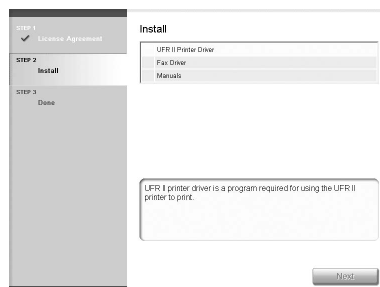 STEP 1
License Agreement
STEP 2
Install
STEP 3
Done
Install
UFR II Printer Driver
Fax Driver
Manuals
UFR II printer driver is a program required for using the UFR II
printer to print.
Next